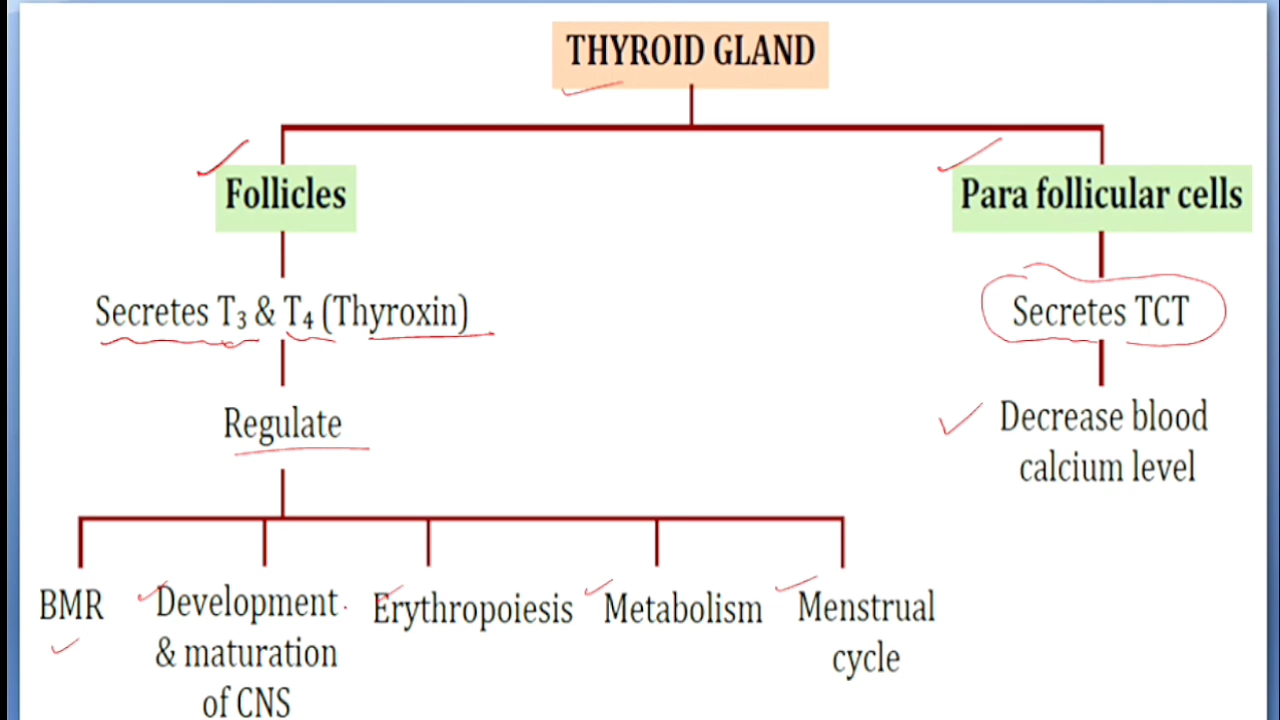 THYROID GLAND
Follicles
Para follicular cells
Secretes T₃ & T₄ (Thyroxin)
Secretes TCT
Regulate
Decrease blood
calcium level
BMR
Development
& maturation
of CNS
Erythropoiesis
Metabolism
Menstrual
cycle